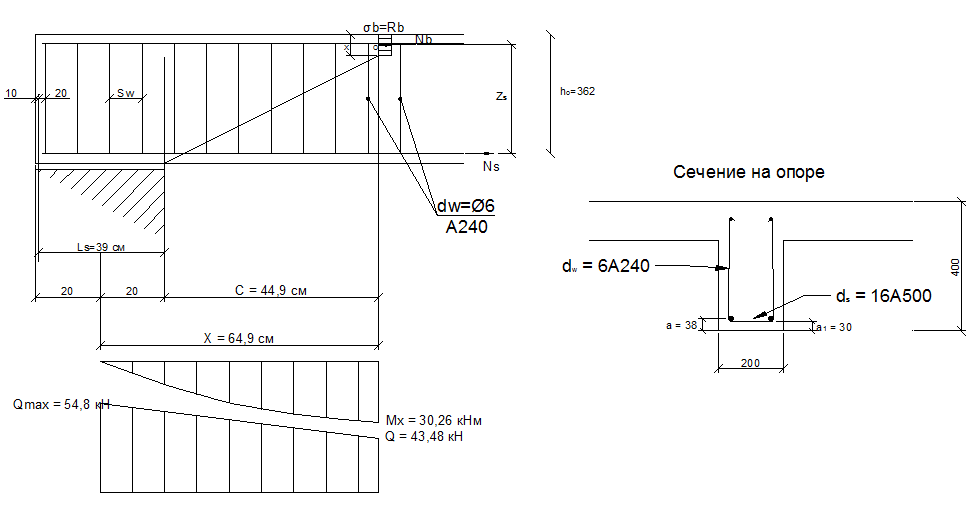 σb=Rb
Nb
x
10
20
Sw
Zs
h₀=362
Ns
dw=Ø6
A240
Ls=39 см
20
20
C = 44,9 см
X = 64,9 см
Qmax = 54,8 кН
Mx = 30,26 кНм
Q = 43,48 кН
Сечение на опоре
dw = 6A240
ds = 16A500
a = 38
a1 = 30
200
400